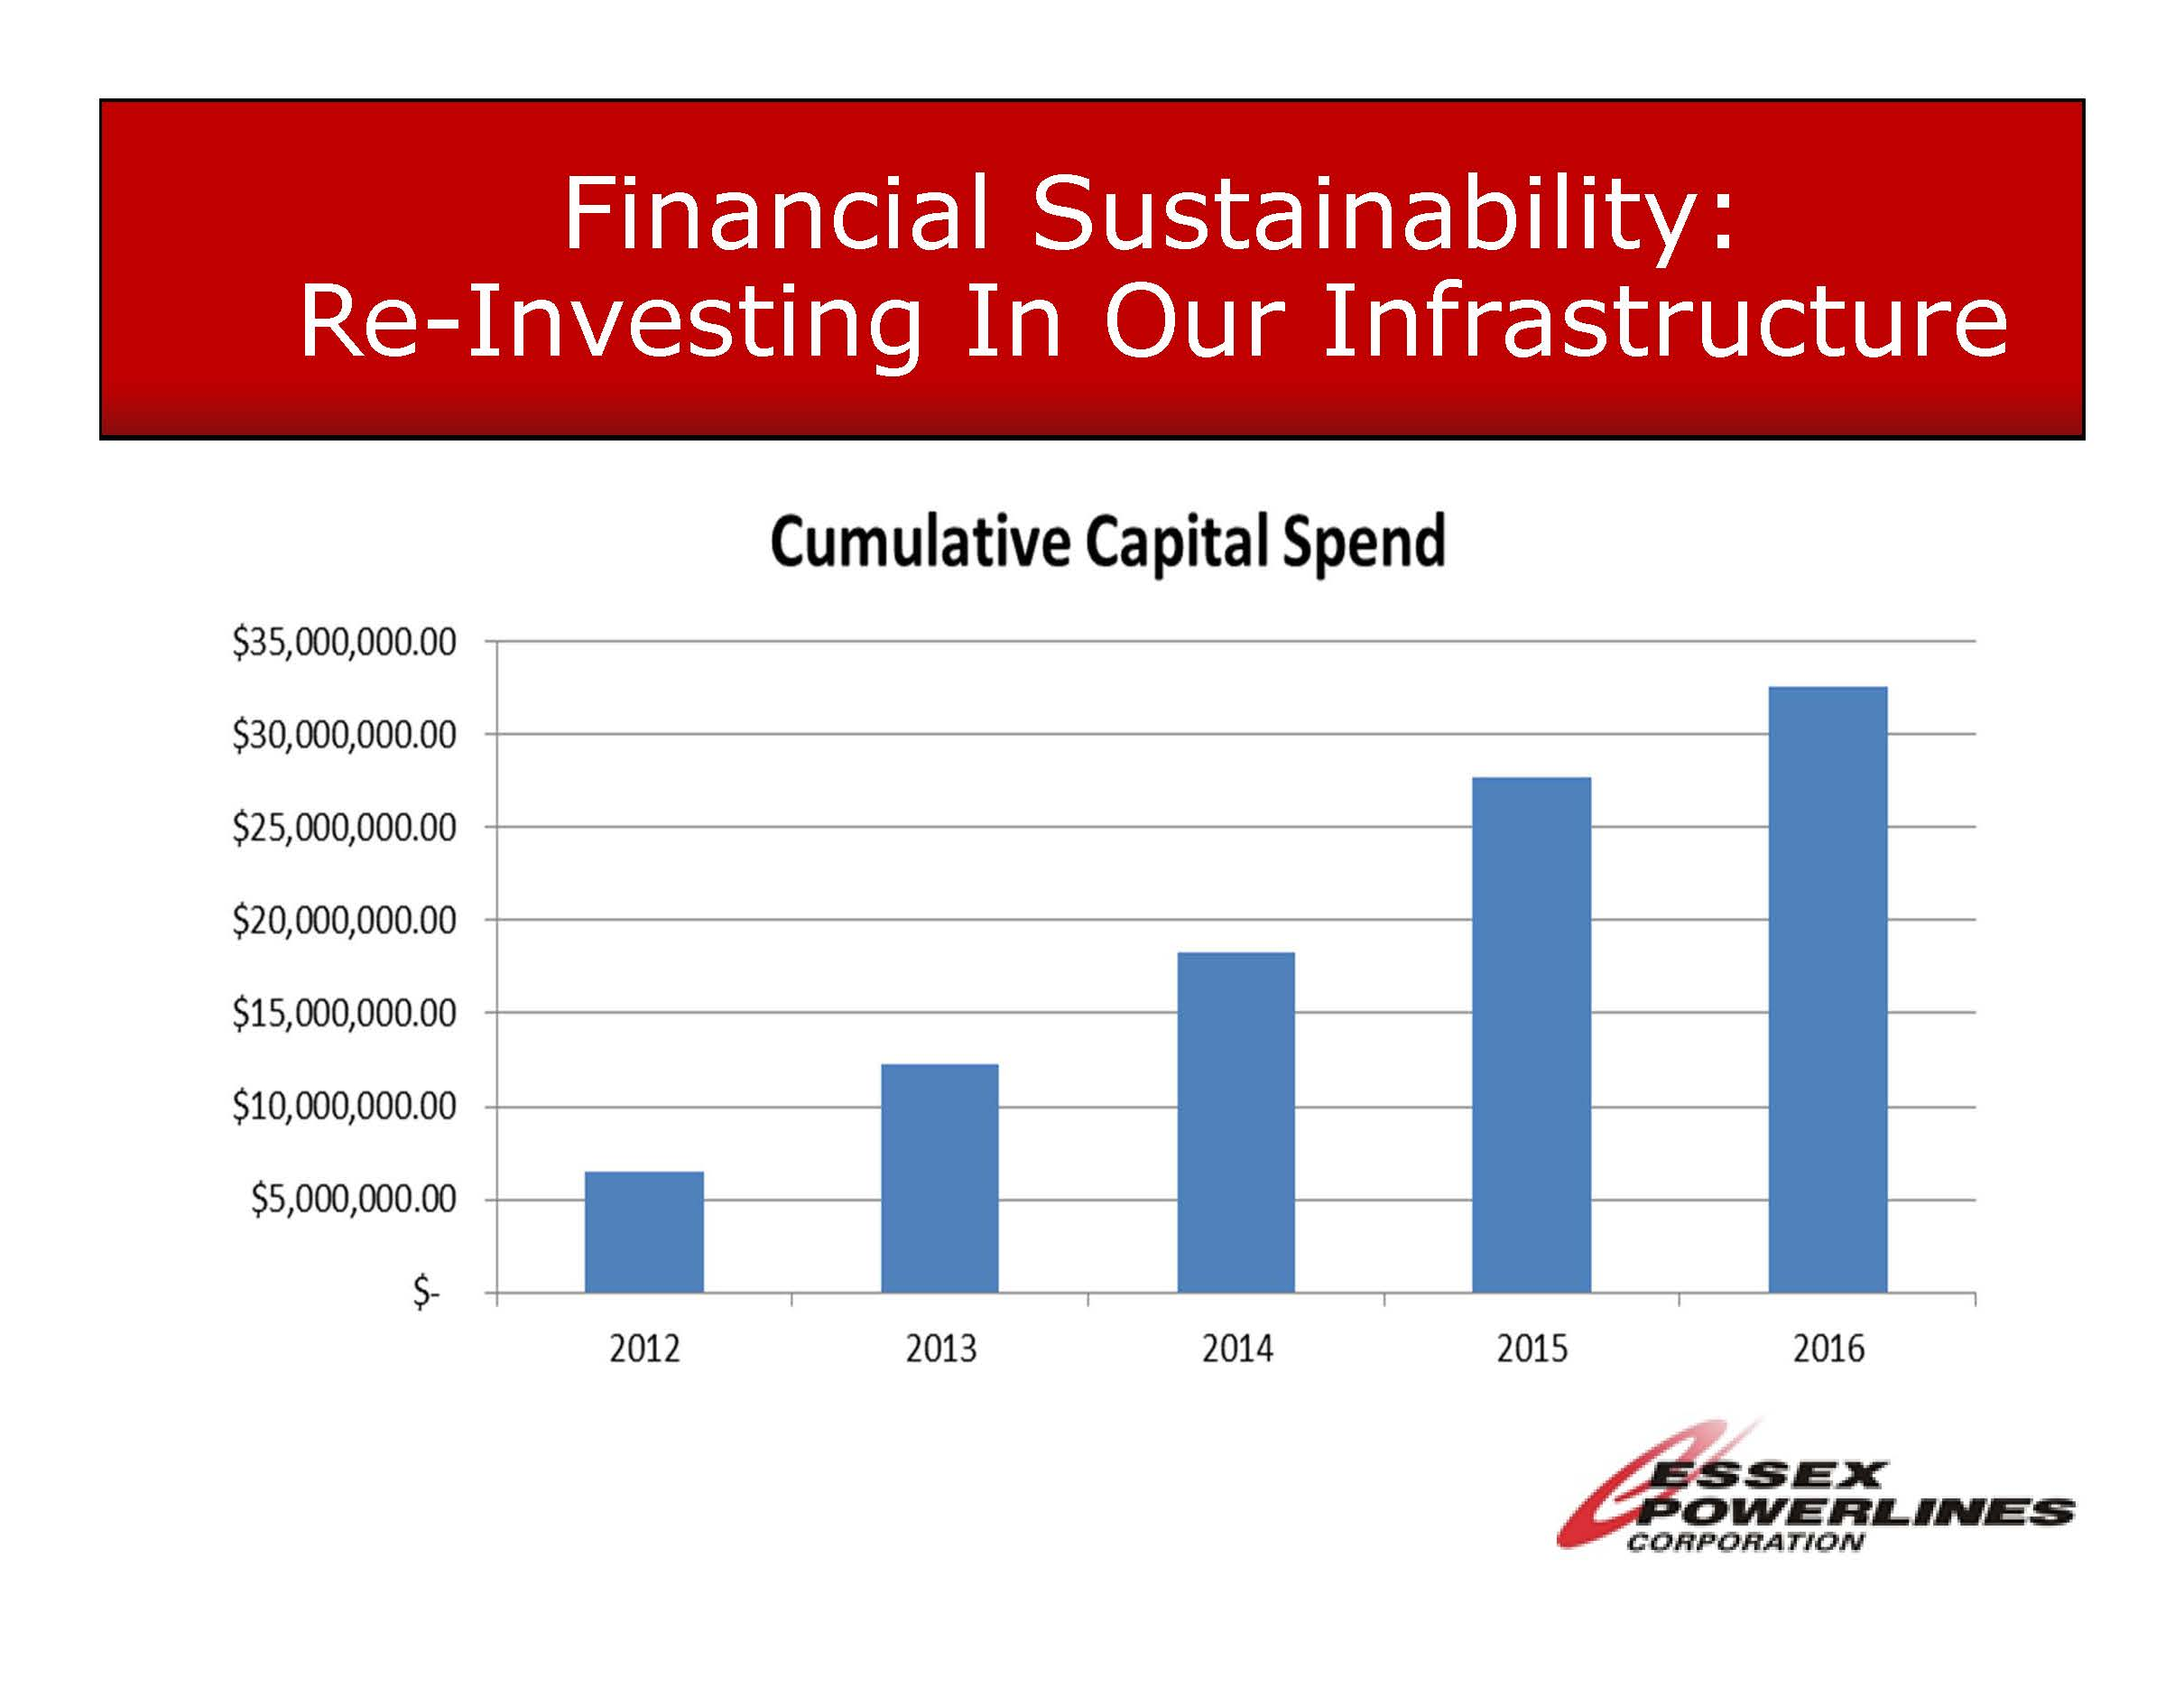 Financial Sustainability:
Re-Investing In Our Infrastructure
Cumulative Capital Spend
$35,000,000.00
$30,000,000.00
$25,000,000.00
$20,000,000.00
$15,000,000.00
$10,000,000.00
$5,000,000.00
$-
2012 2013 2014 2015 2016
ESSEX
POWERLINES
CORPORATION